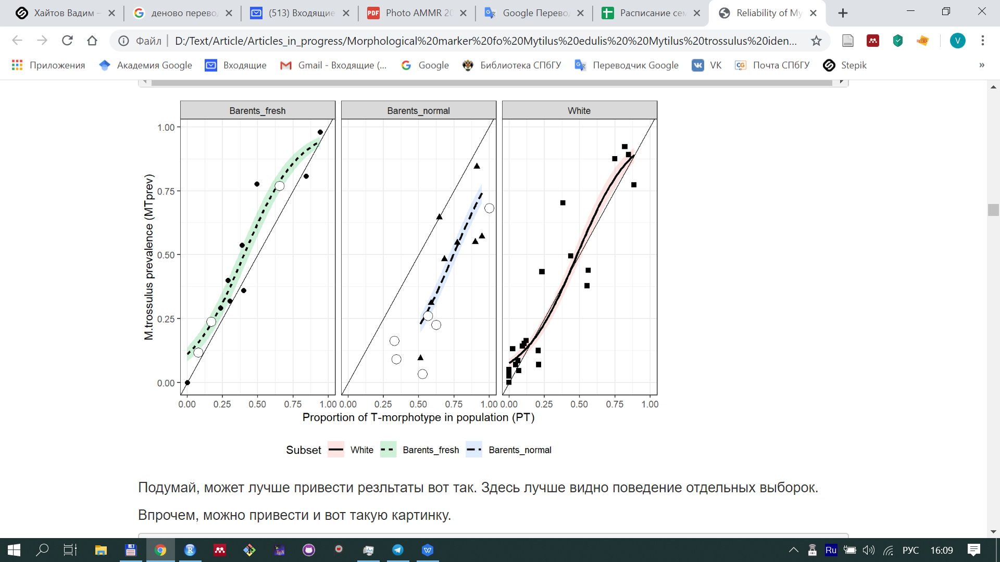 Хайтов Вадим -
деново перево
(513) Входящие
Photo AMMR 20
Google Перево
Расписание сем
Reliability of My
Файл
D:/Text/Article/Articles_in_progress/Morphological%20marker%20fo%20Mytilus%20edulis%20%20Mytilus%20trossulus%20iden...
V
Приложения
Академия Google
Входящие
Gmail - Входящие (...
Google
Библиотека СПбГУ
Переводчик Google
VK
Почта СПбГУ
Stepik
»
Barents_fresh
Barents_normal
White
1.00
0.75
0.50
0.25
0.00
M.trossulus prevalence (MTprev)
0.00 0.25 0.50 0.75 1.00
0.00 0.25 0.50 0.75 1.00
0.00 0.25 0.50 0.75 1.00
Proportion of T-morphotype in population (PT)
Subset White Barents_fresh Barents_normal
Подумай, может лучше привести резльтаты вот так. Здесь лучше видно поведение отдельных выборок.
Впрочем, можно привести и вот такую картинку.
Ru
РУС
16:09